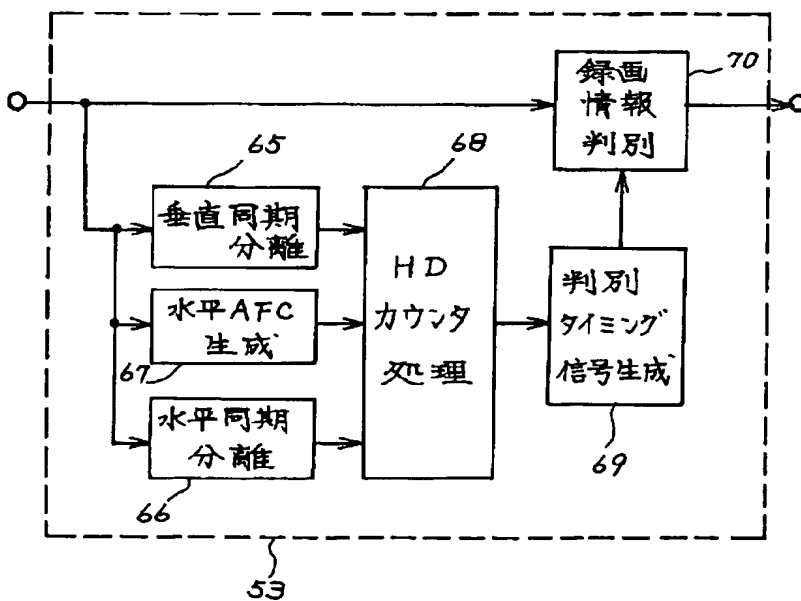 録画
情報
判別
70
65
垂直同期
分離
68
HD
カウンタ
処理
水平AFC
生成
67
判別
タイミング
信号生成
69
水平同期
分離
66
53